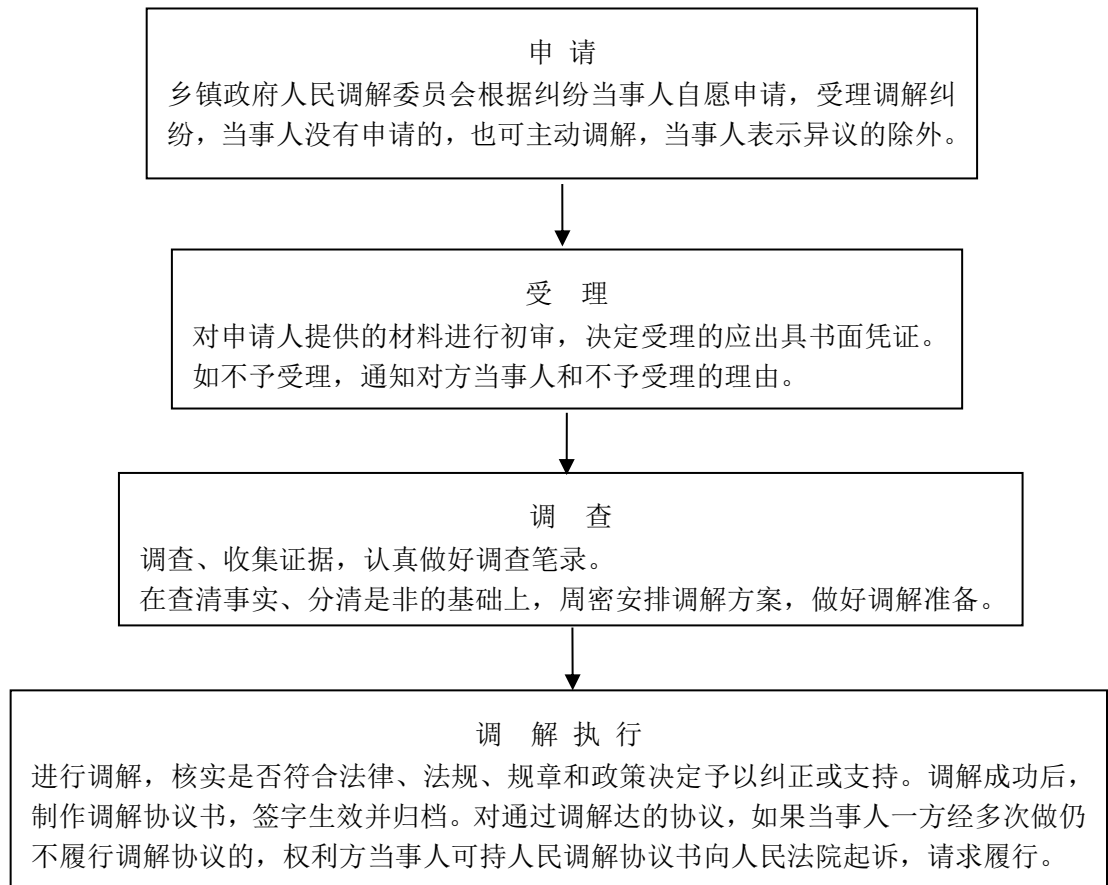 申 请
乡镇政府人民调解委员会根据纠纷当事人自愿申请，受理调解纠
纷，当事人没有申请的，也可主动调解，当事人表示异议的除外。
受 理
对申请人提供的材料进行初审，决定受理的应出具书面凭证。
如不予受理，通知对方当事人和不予受理的理由。
调 查
调查、收集证据，认真做好调查笔录。
在查清事实、分清是非的基础上，周密安排调解方案，做好调解准备。
调 解 执 行
进行调解，核实是否符合法律、法规、规章和政策决定予以纠正或支持。调解成功后，
制作调解协议书，签字生效并归档。对通过调解达的协议，如果当事人一方经多次做仍
不履行调解协议的，权利方当事人可持人民调解协议书向人民法院起诉，请求履行。